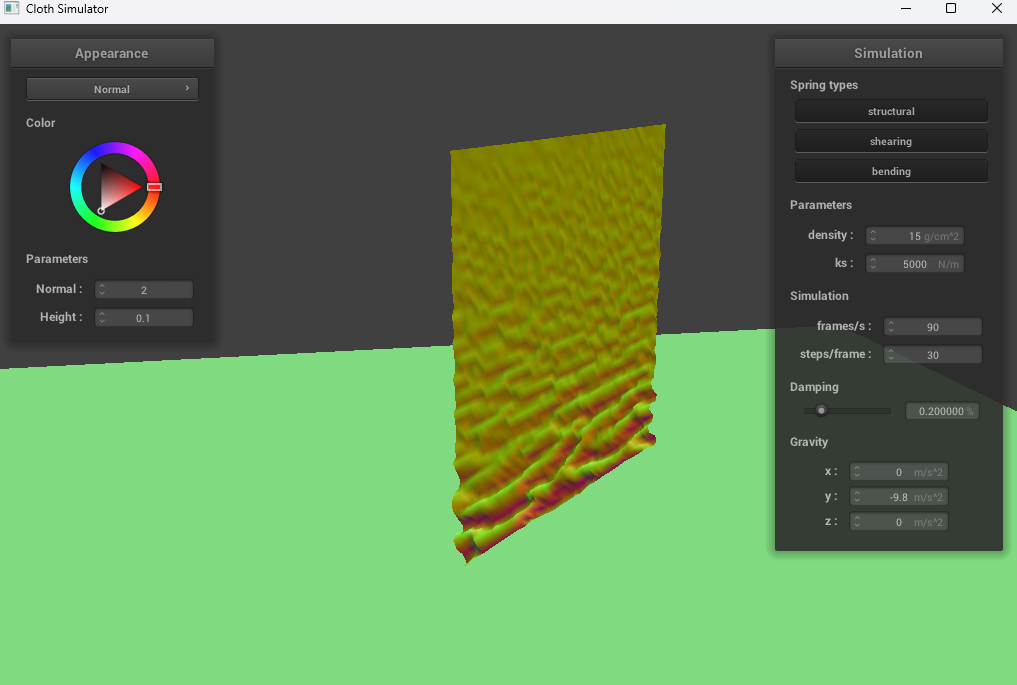 Cloth Simulator
Appearance
Normal
Color
Parameters
Normal : 2
Height : 0.1
Simulation
Spring types
structural
shearing
bending
Parameters
density : 15 g/cm^2
ks : 5000 N/m
Simulation
frames/s : 90
steps/frame : 30
Damping
0.200000 %
Gravity
x : 0 m/s^2
y : -9.8 m/s^2
z : 0 m/s^2